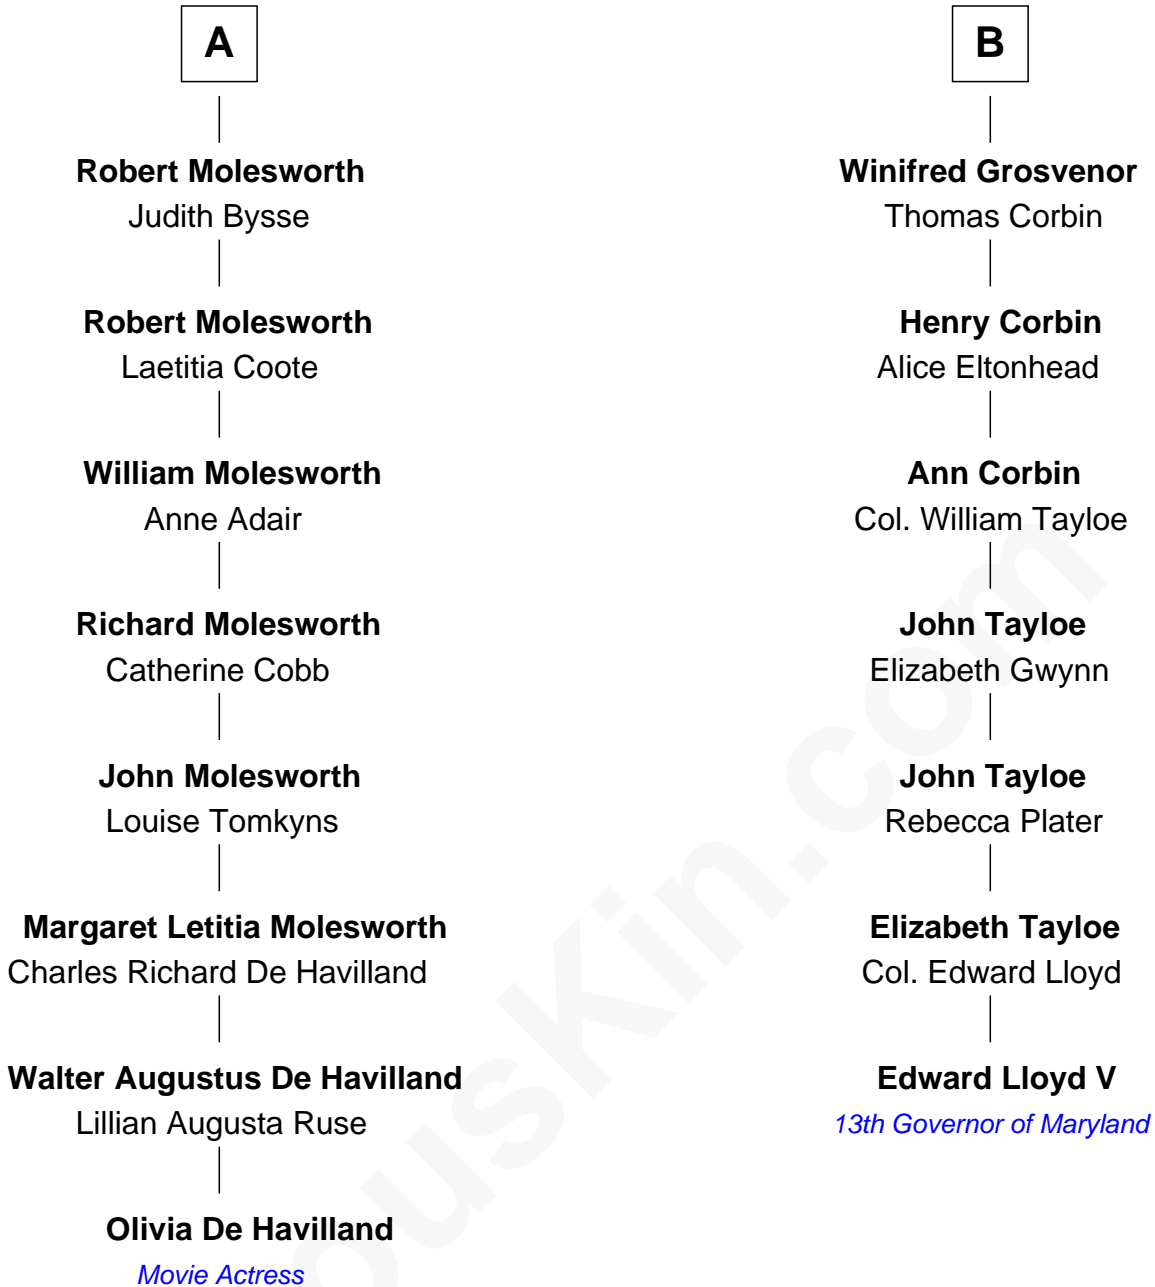 A
Robert Molesworth
Judith Bysse
Robert Molesworth
Laetitia Coote
William Molesworth
Anne Adair
Richard Molesworth
Catherine Cobb
John Molesworth
Louise Tomkyns
Margaret Letitia Molesworth
Charles Richard De Havilland
Walter Augustus De Havilland
Lillian Augusta Ruse
Olivia De Havilland
Movie Actress
B
Winifred Grosvenor
Thomas Corbin
Henry Corbin
Alice Eltonhead
Ann Corbin
Col. William Tayloe
John Tayloe
Elizabeth Gwynn
John Tayloe
Rebecca Plater
Elizabeth Tayloe
Col. Edward Lloyd
Edward Lloyd V
13th Governor of Maryland
ousKin.com